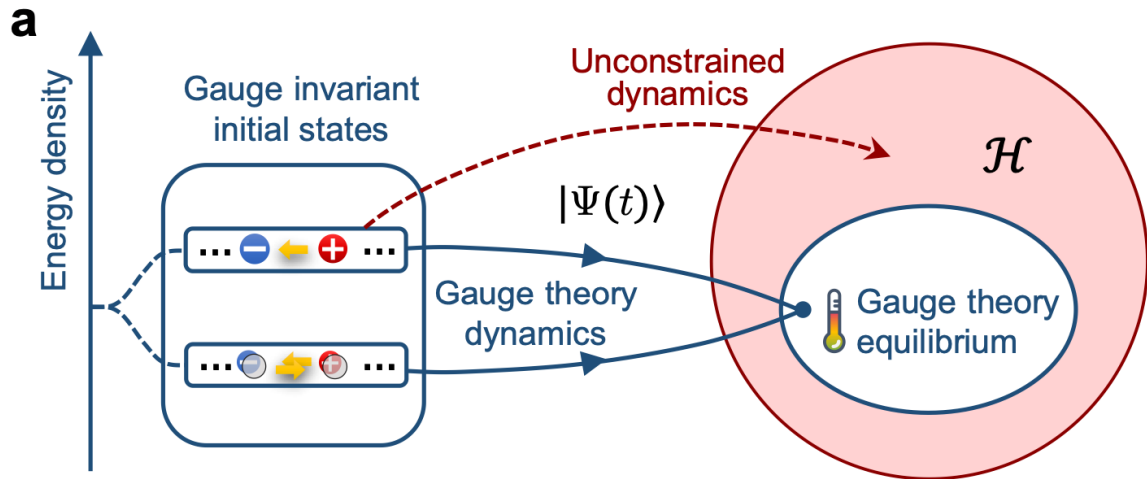 a
Energy density
Gauge invariant
initial states
... − + ...
... − + ...
Unconstrained
dynamics
|Ψ(t)⟩
Gauge theory
dynamics
ℋ
Gauge theory
equilibrium